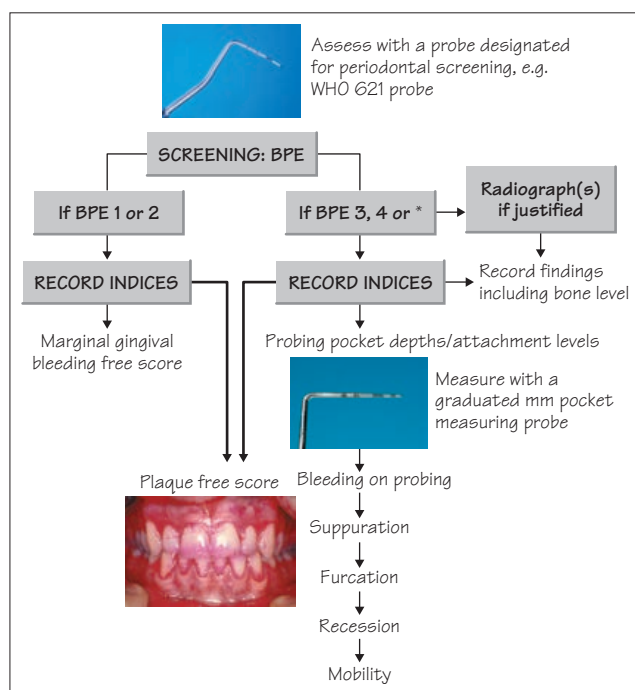 Assess with a probe designated
for periodontal screening, e.g.
WHO 621 probe
SCREENING: BPE
If BPE 1 or 2
If BPE 3, 4 or *
Radiograph(s)
if justified
RECORD INDICES
RECORD INDICES
Record findings
including bone level
Marginal gingival
bleeding free score
Probing pocket depths/attachment levels
Measure with a
graduated mm pocket
measuring probe
Plaque free score
Bleeding on probing
Suppuration
Furcation
Recession
Mobility